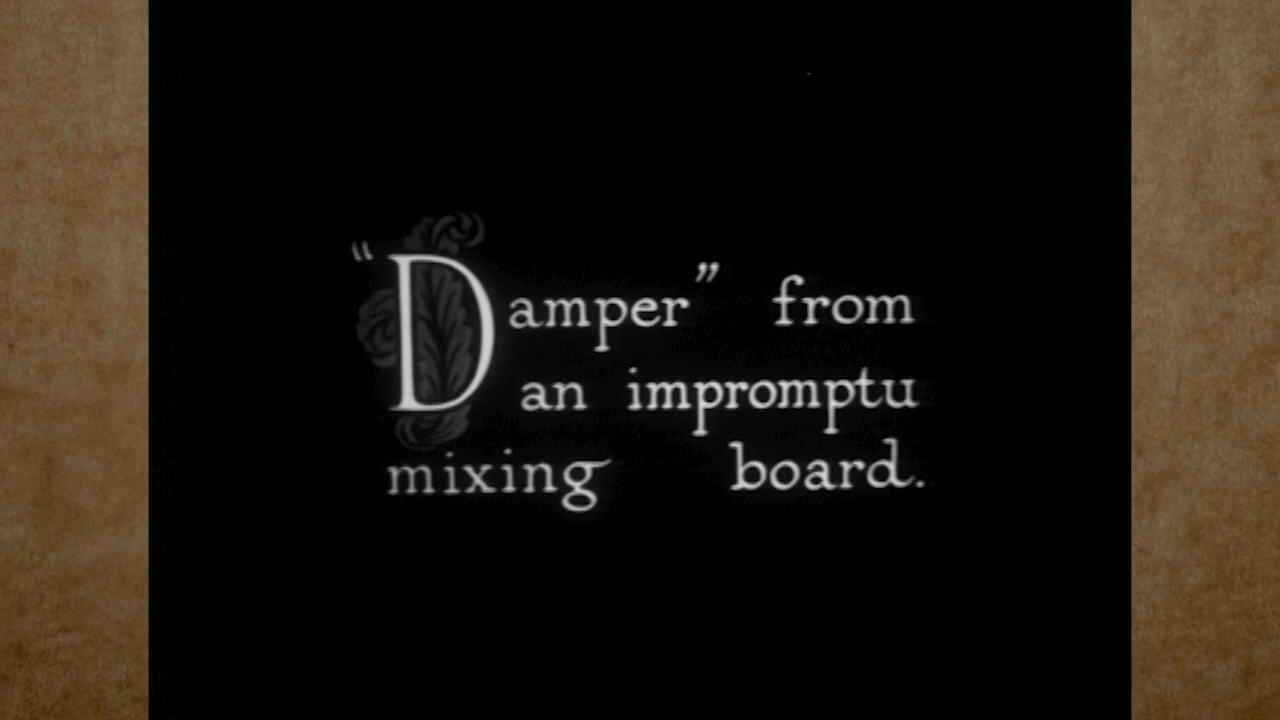 “Damper” from
an impromptu
mixing board.